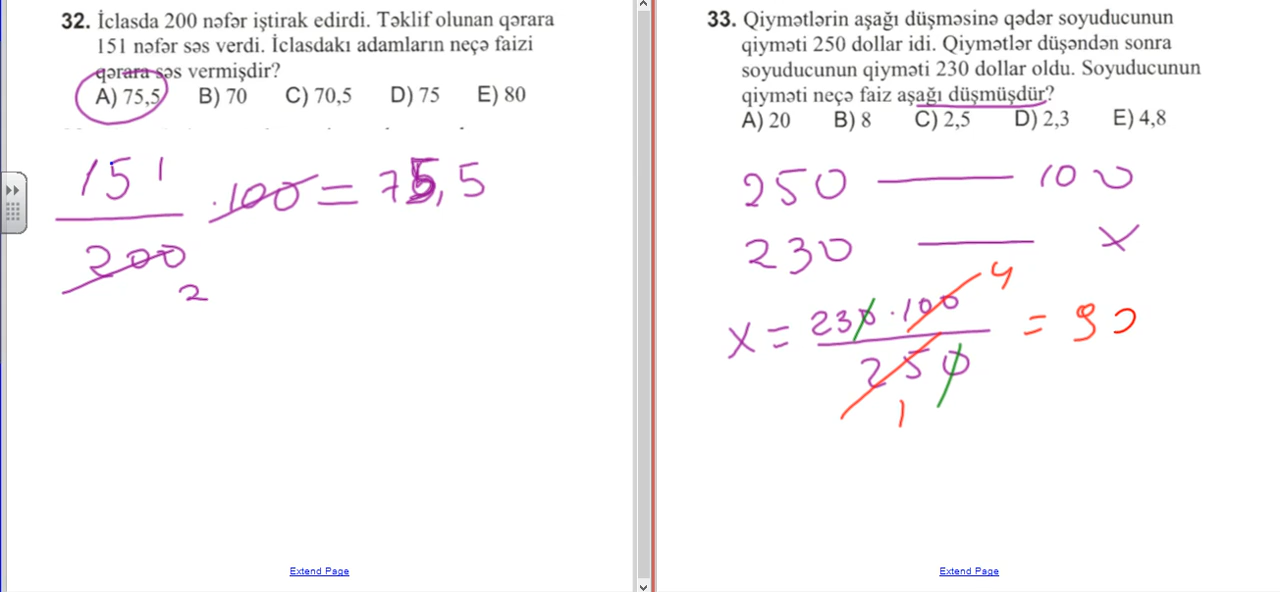 32. İclasda 200 nəfər iştirak edirdi. Təklif olunan qərara
151 nəfər səs verdi. İclasdakı adamların neçə faizi
qərara səs vermişdir?
A) 75,5 B) 70 C) 70,5 D) 75 E) 80
151
200
2
·100 = 75,5
Extend Page
33. Qiymətlərin aşağı düşməsinə qədər soyuducunun
qiyməti 250 dollar idi. Qiymətlər düşəndən sonra
soyuducunun qiyməti 230 dollar oldu. Soyuducunun
qiyməti neçə faiz aşağı düşmüşdür?
A) 20 B) 8 C) 2,5 D) 2,3 E) 4,8
250 — 100
230 — x
4
x = 230 · 100 = 90
250
1
Extend Page